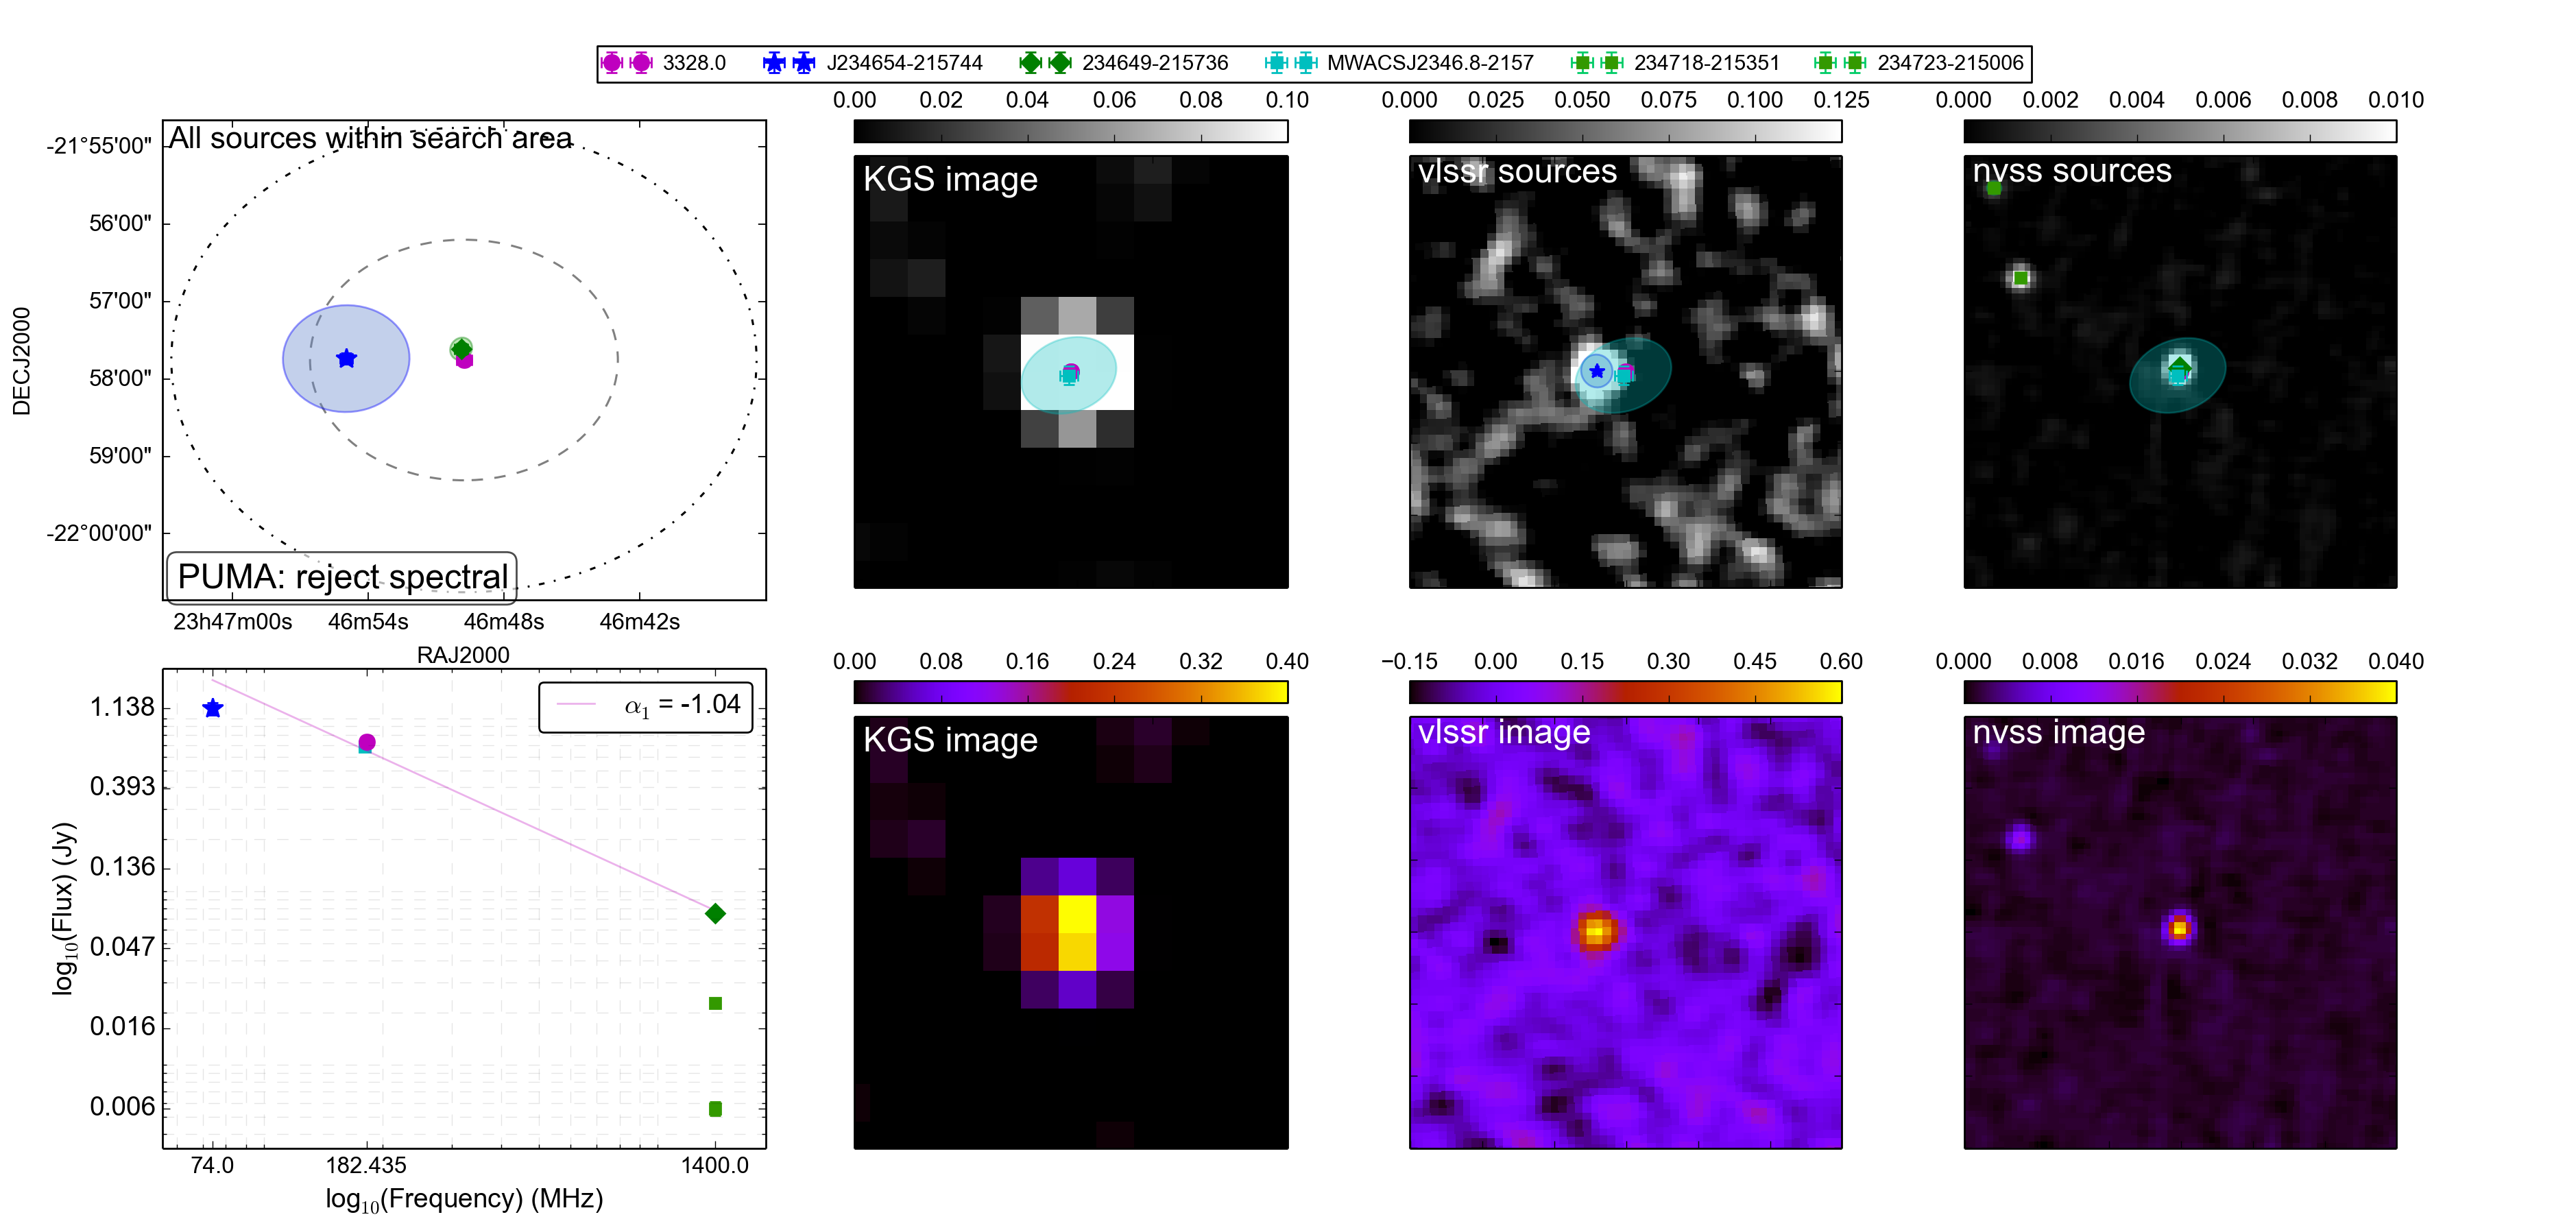 3328.0 J234654-215744 234649-215736 MWACSJ2346.8-2157 234718-215351 234723-215006
0.00 0.02 0.04 0.06 0.08 0.10
0.000 0.025 0.050 0.075 0.100 0.125
0.000 0.002 0.004 0.006 0.008 0.010
All sources within search area
KGS image
vlssr sources
nvss sources
-21°55'00"
56'00"
57'00"
58'00"
59'00"
-22°00'00"
DECJ2000
PUMA: reject spectral
23h47m00s 46m54s 46m48s 46m42s
RAJ2000
0.00 0.08 0.16 0.24 0.32 0.40
−0.15 0.00 0.15 0.30 0.45 0.60
0.000 0.008 0.016 0.024 0.032 0.040
α₁ = -1.04
KGS image
vlssr image
nvss image
1.138
0.393
0.136
0.047
0.016
0.006
log₁₀(Flux) (Jy)
74.0 182.435 1400.0
log₁₀(Frequency) (MHz)